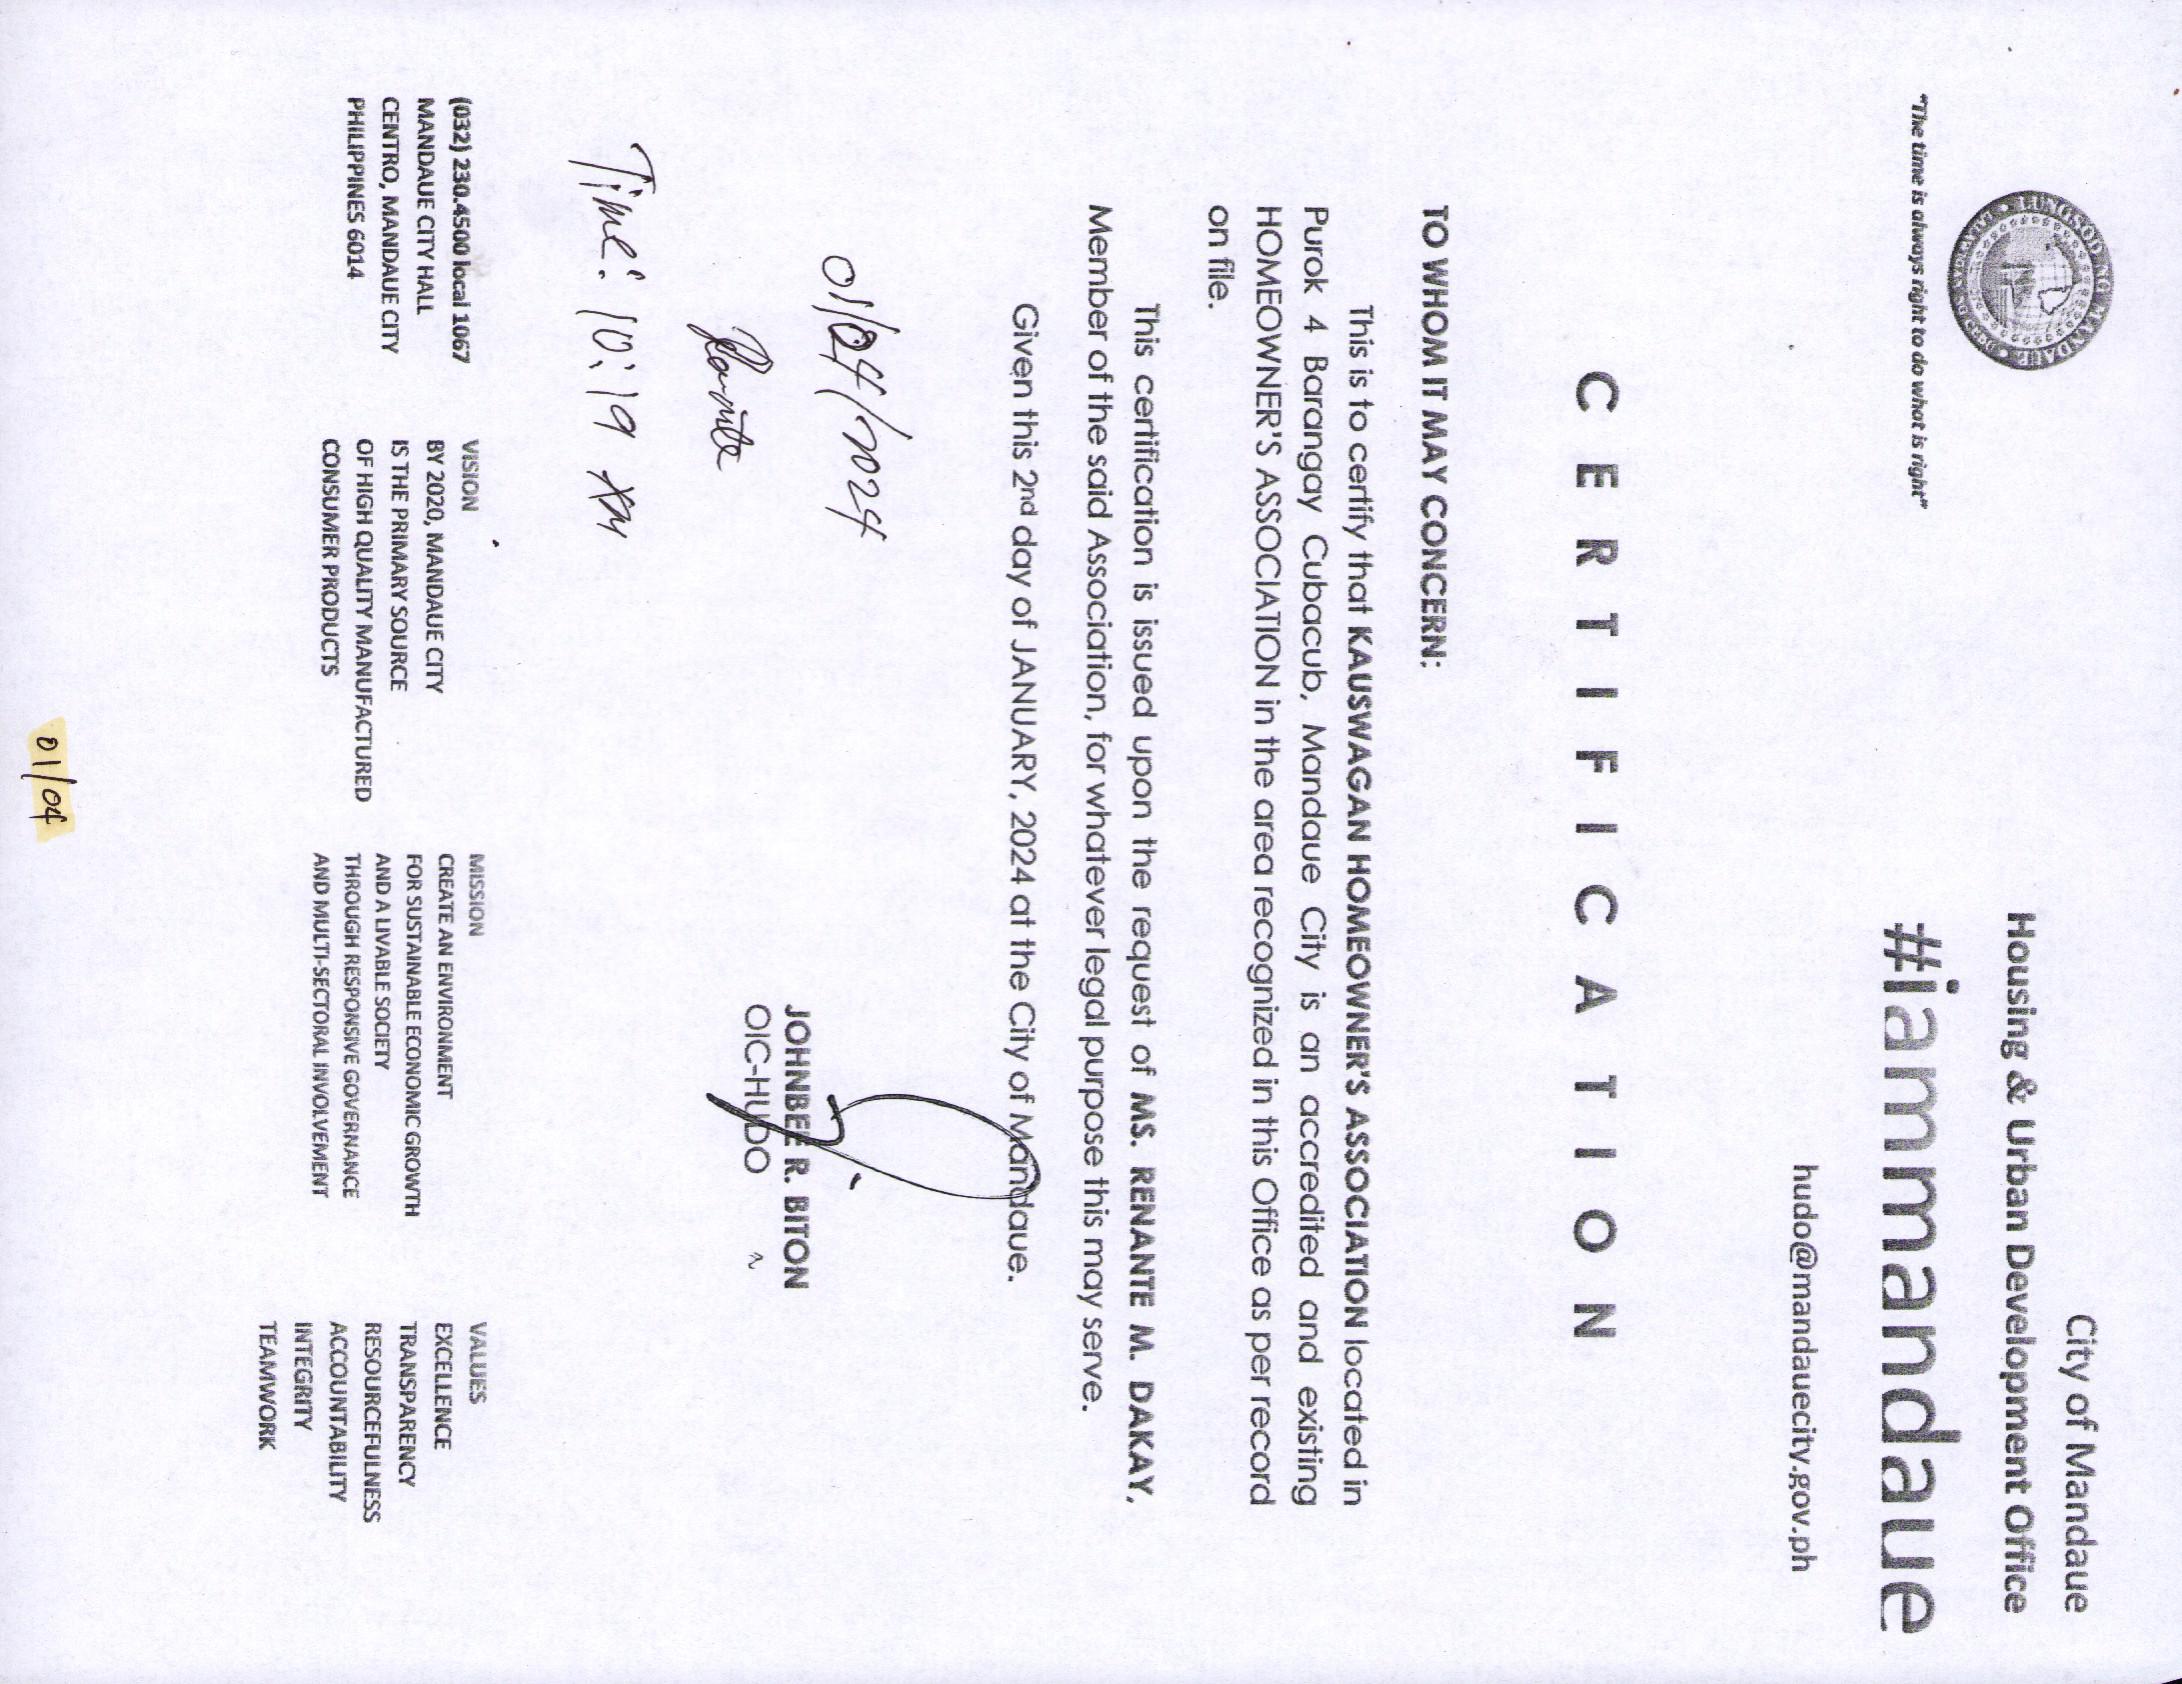 City of Mandaue
Housing & Urban Development Office
"The time is always right to do what is right"
#iammandaue
hudo@mandauecity.gov.ph
C E R T I F I C A T I O N
TO WHOM IT MAY CONCERN:
This is to certify that KAUSWAGAN HOMEOWNER'S ASSOCIATION located in
Purok 4 Barangay Cubacub, Mandaue City is an accredited and existing
HOMEOWNER'S ASSOCIATION in the area recognized in this Office as per record
on file.
This certification is issued upon the request of MS. RENANTE M. DAKAY,
Member of the said Association, for whatever legal purpose this may serve.
Given this 2nd day of JANUARY, 2024 at the City of Mandaue.
01/04/2024
JOHNBEE R. BITON
OIC-HUDO
Time: 10:19
(032) 230.4500 local 1067
MANDAUE CITY HALL
CENTRO, MANDAUE CITY
PHILIPPINES 6014
VISION
BY 2020, MANDAUE CITY
IS THE PRIMARY SOURCE
OF HIGH QUALITY MANUFACTURED
CONSUMER PRODUCTS
MISSION
CREATE AN ENVIRONMENT
FOR SUSTAINABLE ECONOMIC GROWTH
AND A LIVABLE SOCIETY
THROUGH RESPONSIVE GOVERNANCE
AND MULTI-SECTORAL INVOLVEMENT
VALUES
EXCELLENCE
TRANSPARENCY
RESOURCEFULNESS
ACCOUNTABILITY
INTEGRITY
TEAMWORK
01/04